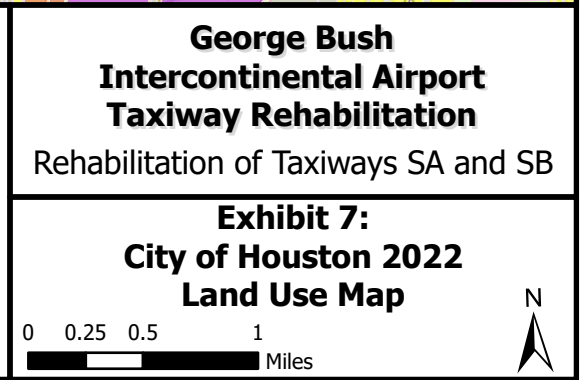 George Bush
Intercontinental Airport
Taxiway Rehabilitation
Rehabilitation of Taxiways SA and SB
Exhibit 7:
City of Houston 2022
Land Use Map
N
0 0.25 0.5 1
Miles